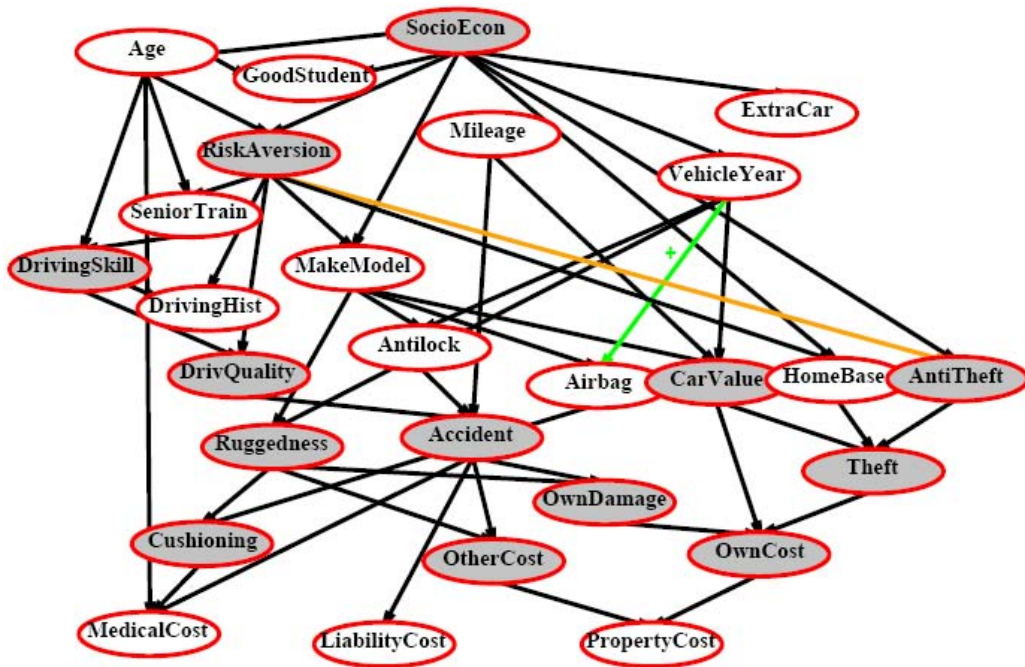 SocioEcon
Age
GoodStudent
ExtraCar
Mileage
RiskAversion
VehicleYear
SeniorTrain
+
DrivingSkill
MakeModel
DrivingHist
Antilock
DrivQuality
Airbag
CarValue
HomeBase
AntiTheft
Ruggedness
Accident
Theft
OwnDamage
Cushioning
OtherCost
OwnCost
MedicalCost
LiabilityCost
PropertyCost